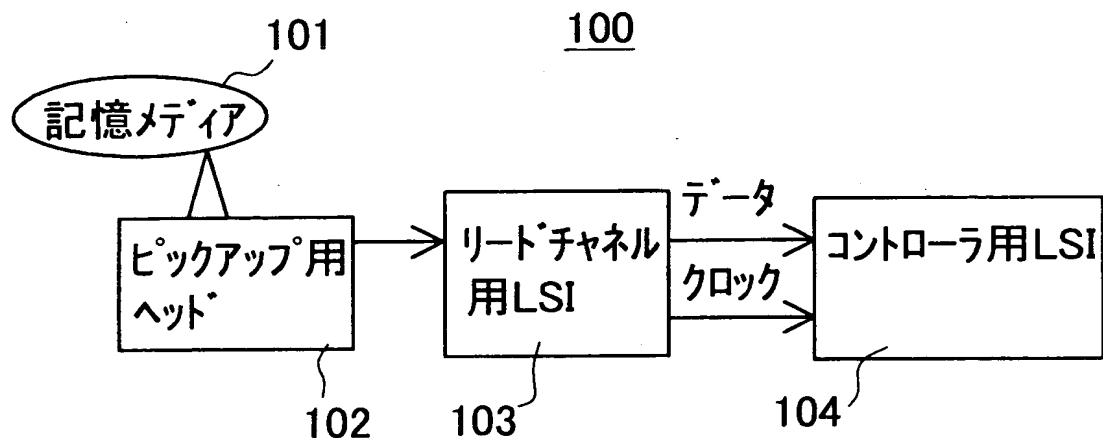 100
101
記憶メディア
ピックアップ用
ヘッド
102
リードチャネル
用LSI
103
データ
クロック
コントローラ用LSI
104